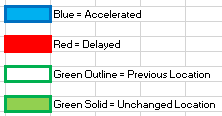 Blue = Accelerated
Red = Delayed
Green Outline = Previous Location
Green Solid = Unchanged Location